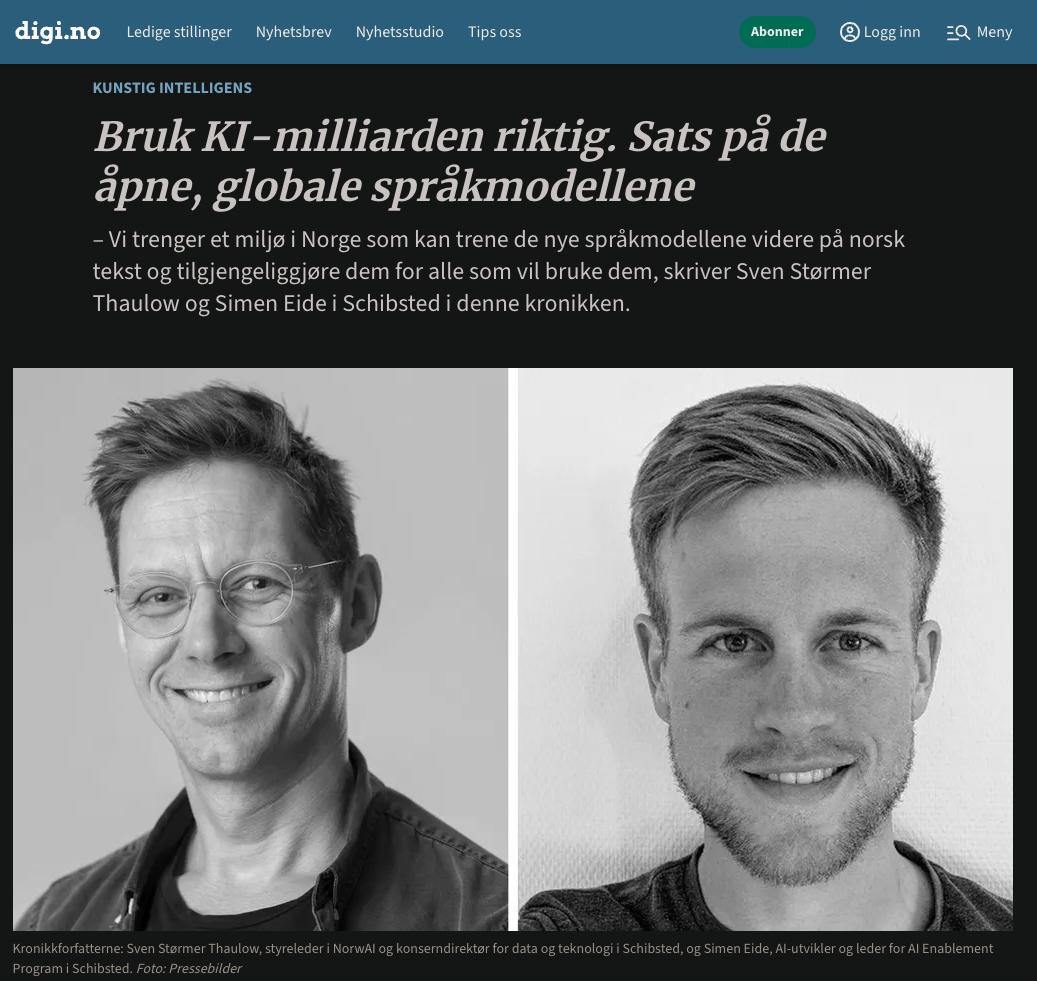 digi.no Ledige stillinger Nyhetsbrev Nyhetsstudio Tips oss Abonner Logg inn Meny
KUNSTIG INTELLIGENS
Bruk KI-milliarden riktig. Sats på de
åpne, globale språkmodellene
– Vi trenger et miljø i Norge som kan trene de nye språkmodellene videre på norsk
tekst og tilgjengeliggjøre dem for alle som vil bruke dem, skriver Sven Størmer
Thaulow og Simen Eide i Schibsted i denne kronikken.
Kronikkforfatterne: Sven Størmer Thaulow, styreleder i NorwAI og konserndirektør for data og teknologi i Schibsted, og Simen Eide, AI-utvikler og leder for AI Enablement
Program i Schibsted. Foto: Pressebilder